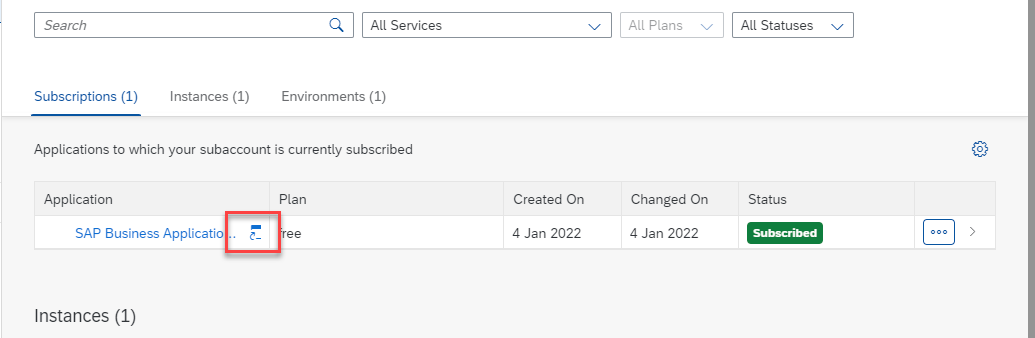 Search All Services All Plans All Statuses
Subscriptions (1) Instances (1) Environments (1)
Applications to which your subaccount is currently subscribed
Application Plan Created On Changed On Status
SAP Business Applicatio... free 4 Jan 2022 4 Jan 2022 Subscribed
Instances (1)